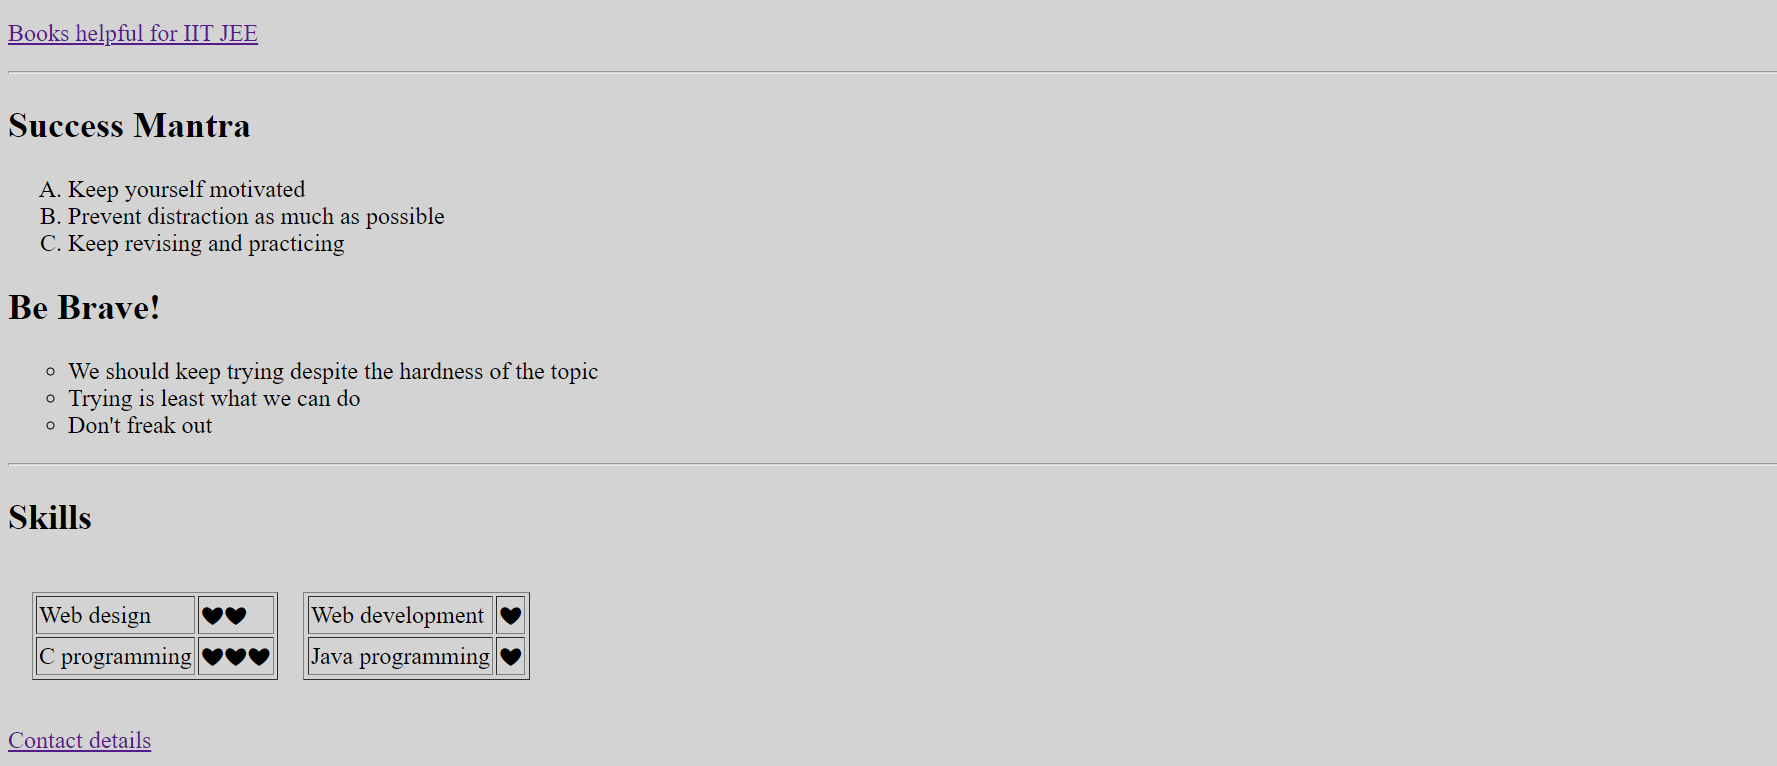 Books helpful for IIT JEE
Success Mantra
A. Keep yourself motivated
B. Prevent distraction as much as possible
C. Keep revising and practicing
Be Brave!
We should keep trying despite the hardness of the topic
Trying is least what we can do
Don't freak out
Skills
Web design ♥♥ Web development ♥
C programming ♥♥♥ Java programming ♥
Contact details